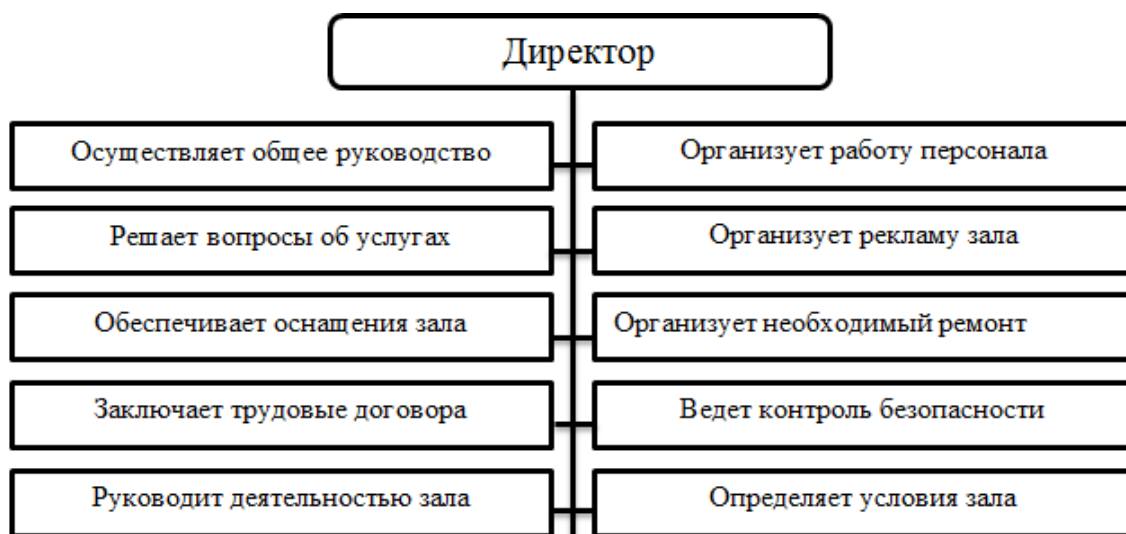 Директор
Осуществляет общее руководство
Организует работу персонала
Решает вопросы об услугах
Организует рекламу зала
Обеспечивает оснащения зала
Организует необходимый ремонт
Заключает трудовые договора
Ведет контроль безопасности
Руководит деятельностью зала
Определяет условия зала